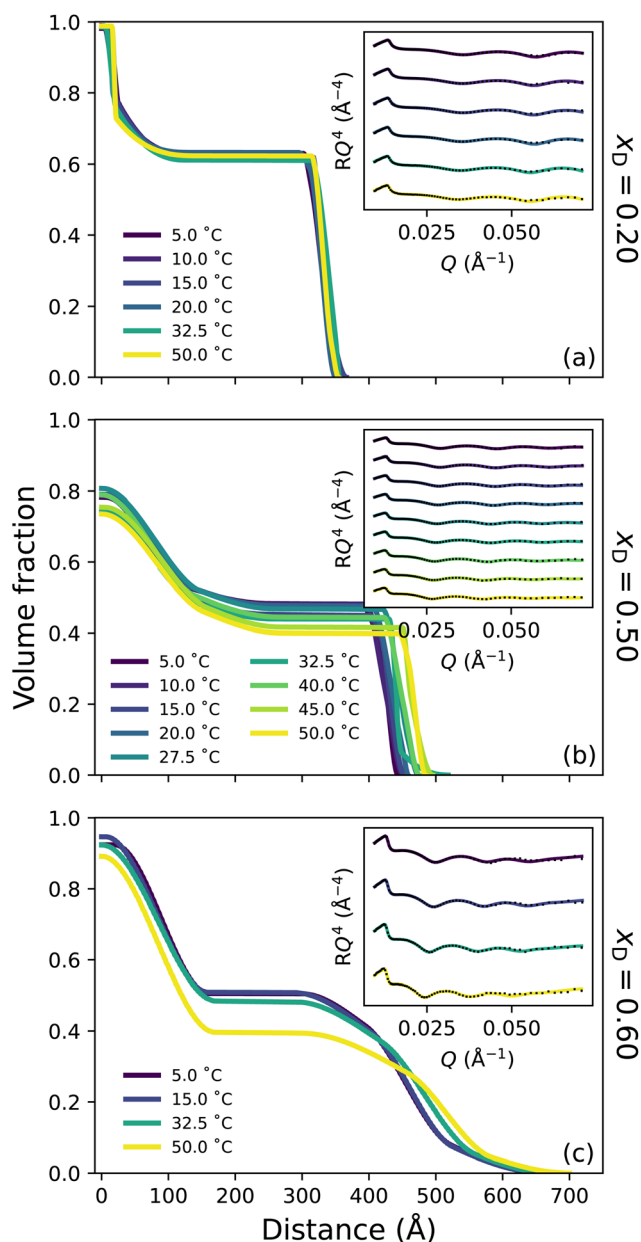 1.0
0.8
0.6
0.4
0.2
0.0
5.0 ˚C
10.0 ˚C
15.0 ˚C
20.0 ˚C
32.5 ˚C
50.0 ˚C
RQ⁴ (Å⁻⁴)
0.025 0.050
Q (Å⁻¹)
(a)
x_D = 0.20
Volume fraction
1.0
0.8
0.6
0.4
0.2
0.0
5.0 ˚C
10.0 ˚C
15.0 ˚C
20.0 ˚C
27.5 ˚C
32.5 ˚C
40.0 ˚C
45.0 ˚C
50.0 ˚C
RQ⁴ (Å⁻⁴)
0.025 0.050
Q (Å⁻¹)
(b)
x_D = 0.50
1.0
0.8
0.6
0.4
0.2
0.0
5.0 ˚C
15.0 ˚C
32.5 ˚C
50.0 ˚C
RQ⁴ (Å⁻⁴)
0.025 0.050
Q (Å⁻¹)
(c)
x_D = 0.60
0 100 200 300 400 500 600 700
Distance (Å)